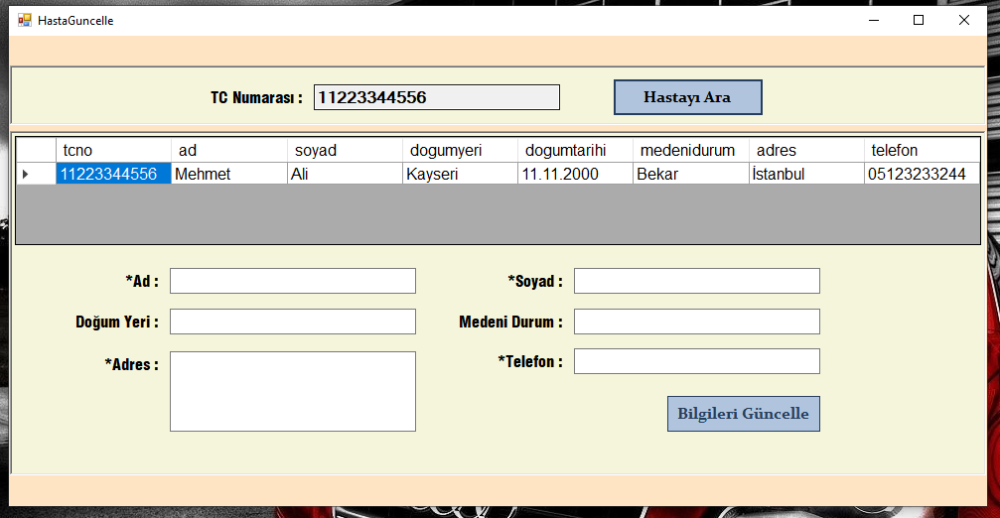 HastaGuncelle
TC Numarası : 11223344556 Hastayı Ara
tcno ad soyad dogumyeri dogumtarihi medenidurum adres telefon
11223344556 Mehmet Ali Kayseri 11.11.2000 Bekar İstanbul 05123233244
*Ad : *Soyad :
Doğum Yeri : Medeni Durum :
*Adres : *Telefon :
Bilgileri Güncelle